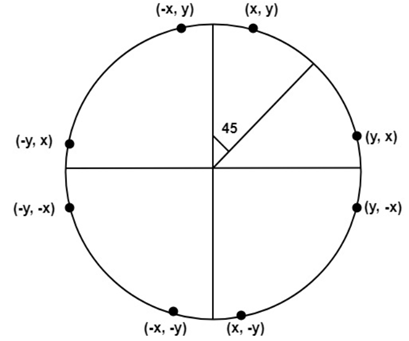 (-x, y) (x, y)
45
(-y, x) (y, x)
(-y, -x) (y, -x)
(-x, -y) (x, -y)